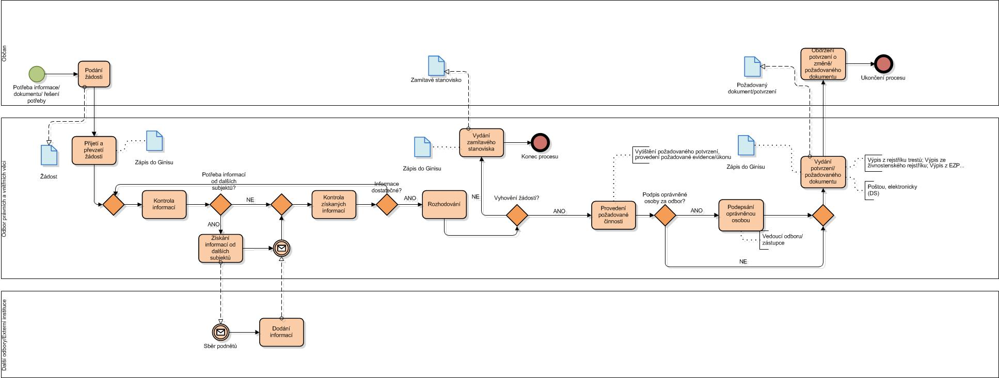 Občan
Potřeba informace/
dokumentu/ řešení
potřeby
Podání
žádosti
Zamítavé stanovisko
Požadovaný
dokument/potvrzení
Obdržení
potvrzení o
změně/
požadovaného
dokumentu
Ukončení procesu
Odbor právních a vnitřních věcí
Žádost
Přijetí a
převzetí
žádosti
Zápis do Ginisu
Kontrola
informací
Potřeba informací
od dalších
subjektů?
NE
ANO
Získání
informací od
dalších
subjektů
Kontrola
získaných
informací
Informace
dostatečné?
ANO
Rozhodování
Zápis do Ginisu
Vydání
zamítavého
stanoviska
Konec procesu
NE
Vyhovění žádosti?
ANO
Vytištění požadovaného potvrzení,
provedení požadované evidence/úkonu
Provedení
požadované
činnosti
Podpis oprávněné
osoby za odbor?
ANO
NE
Podepsání
oprávněnou
osobou
Vedoucí odboru/
zástupce
Zápis do Ginisu
Vydání
potvrzení/
požadovaného
dokumentu
Výpis z rejstříku trestů; Výpis ze
živnostenského rejstříku; Výpis z EZP...
Poštou, elektronicky
(DS)
Další odbory/Externí instituce
Sběr podnětů
Dodání
informací